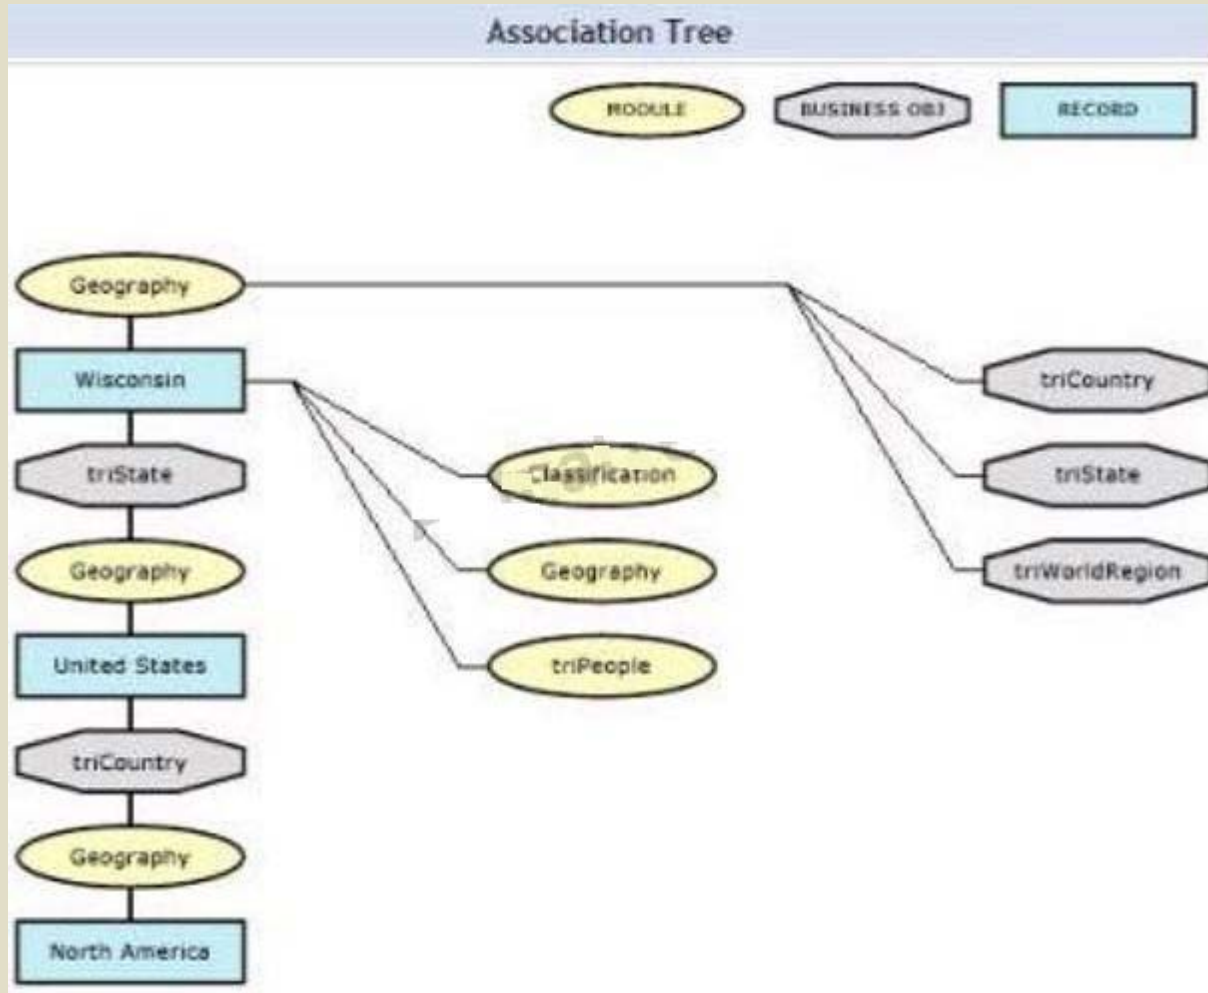 Association Tree
MODULE
BUSINESS OBJ
RECORD
Geography
Wisconsin
triCountry
triState
Classification
triState
Geography
Geography
triWorldRegion
United States
triPeople
triCountry
Geography
North America